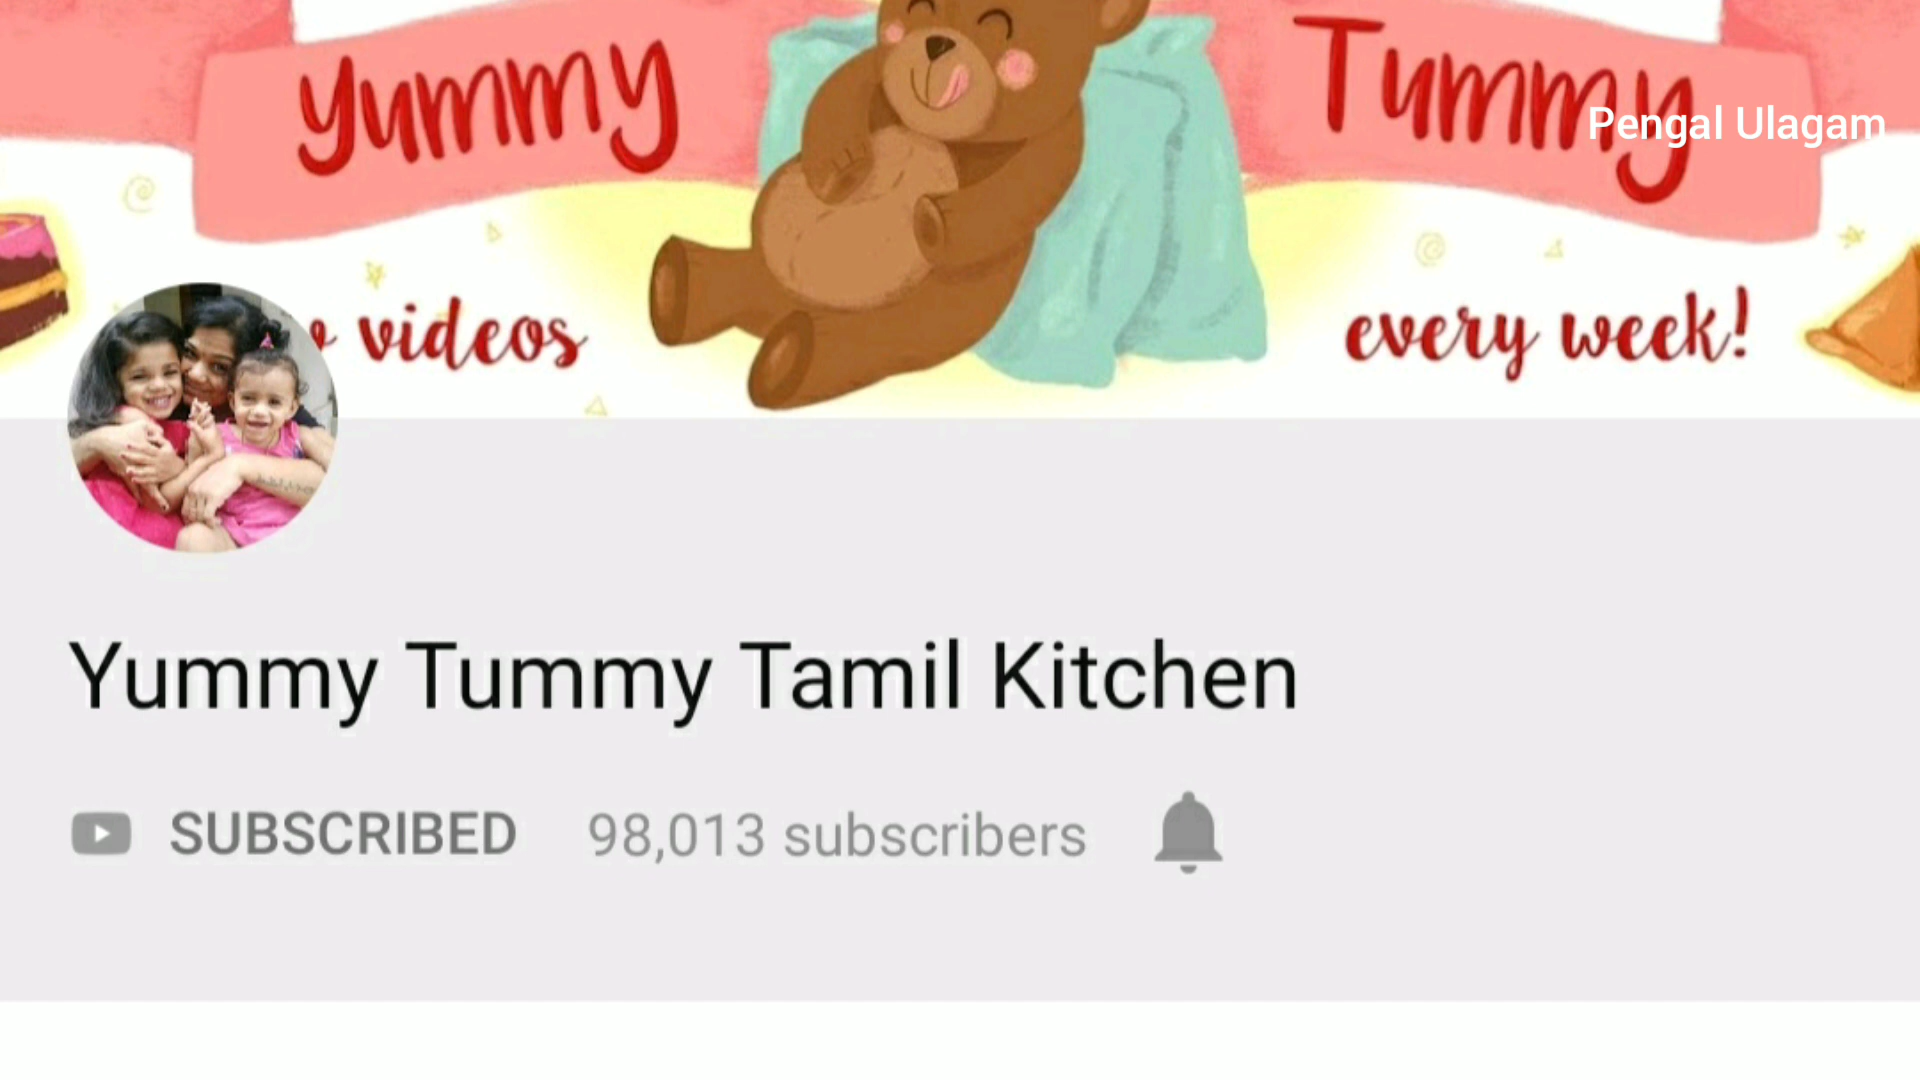 Yummy Tummy
Pengal Ulagam
videos every week!
Yummy Tummy Tamil Kitchen
SUBSCRIBED 98,013 subscribers